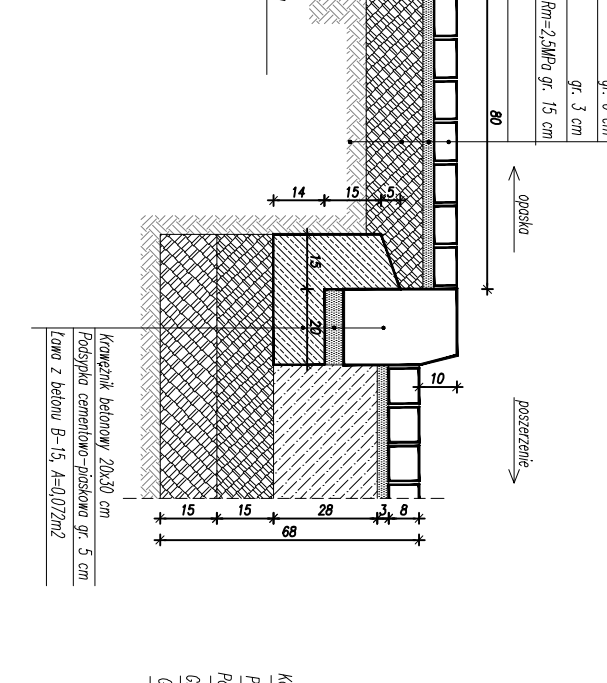 Rm=2,5MPa gr. 15 cm
gr. 3 cm
80
opaska
14
15
5
15
20
10
poszerzenie
Krawężnik betonowy 20x30 cm
Podsypka cementowo-piaskowa gr. 5 cm
Ława z betonu B-15, A=0,072m2
15
15
28
3
8
68